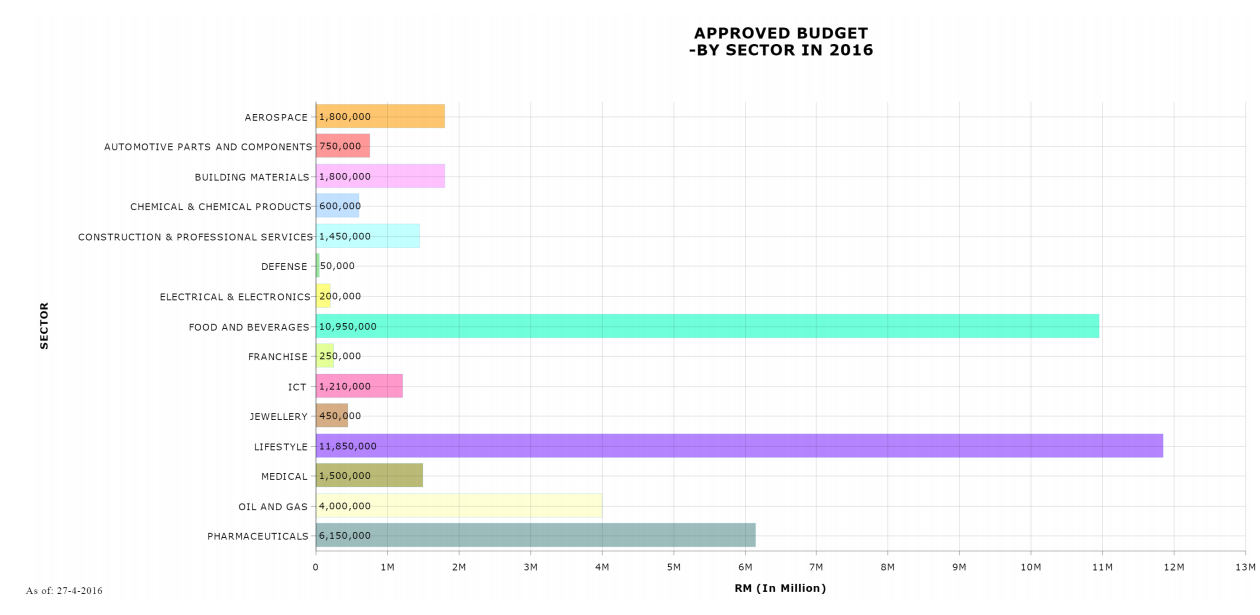 APPROVED BUDGET
-BY SECTOR IN 2016
SECTOR
AEROSPACE 1,800,000
AUTOMOTIVE PARTS AND COMPONENTS 750,000
BUILDING MATERIALS 1,800,000
CHEMICAL & CHEMICAL PRODUCTS 600,000
CONSTRUCTION & PROFESSIONAL SERVICES 1,450,000
DEFENSE 50,000
ELECTRICAL & ELECTRONICS 200,000
FOOD AND BEVERAGES 10,950,000
FRANCHISE 250,000
ICT 1,210,000
JEWELLERY 450,000
LIFESTYLE 11,850,000
MEDICAL 1,500,000
OIL AND GAS 4,000,000
PHARMACEUTICALS 6,150,000
0 1M 2M 3M 4M 5M 6M 7M 8M 9M 10M 11M 12M 13M
RM (In Million)
As of: 27-4-2016